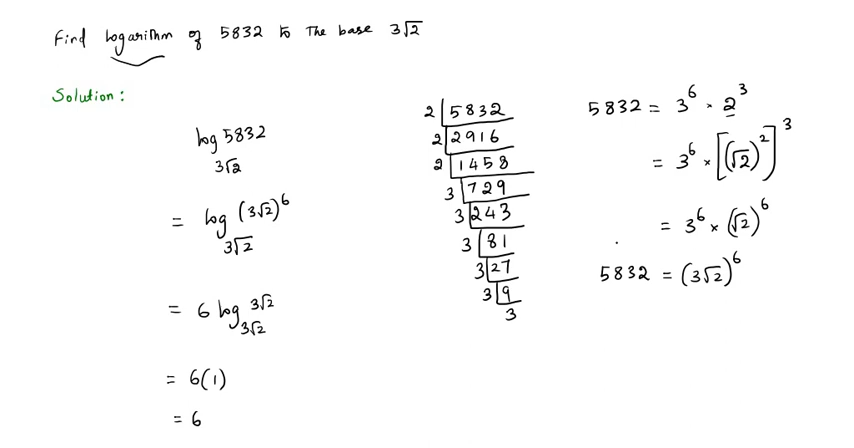 Find logarithm of 5832 to The base 3√2
Solution :
log 5832
3√2
= log (3√2)^6
3√2
= 6 log 3√2
3√2
= 6(1)
= 6
2 | 5832
2 | 2916
2 | 1458
3 | 729
3 | 243
3 | 81
3 | 27
3 | 9
3
5832 = 3^6 · 2^3
= 3^6 × [(√2)^2]^3
= 3^6 × (√2)^6
5832 = (3√2)^6